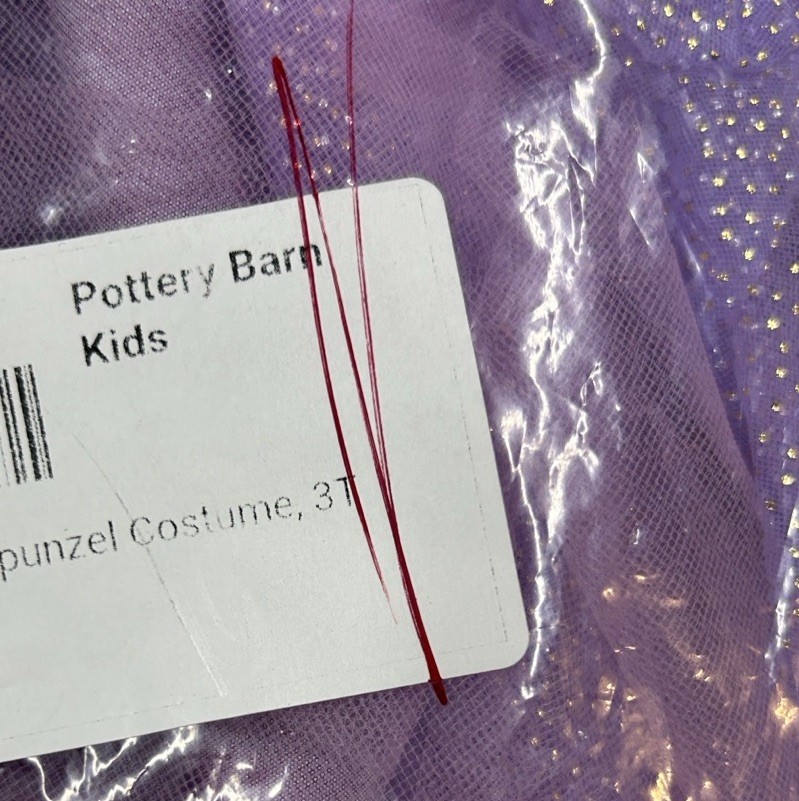 Pottery Barn
Kids
punzel Costume, 3T